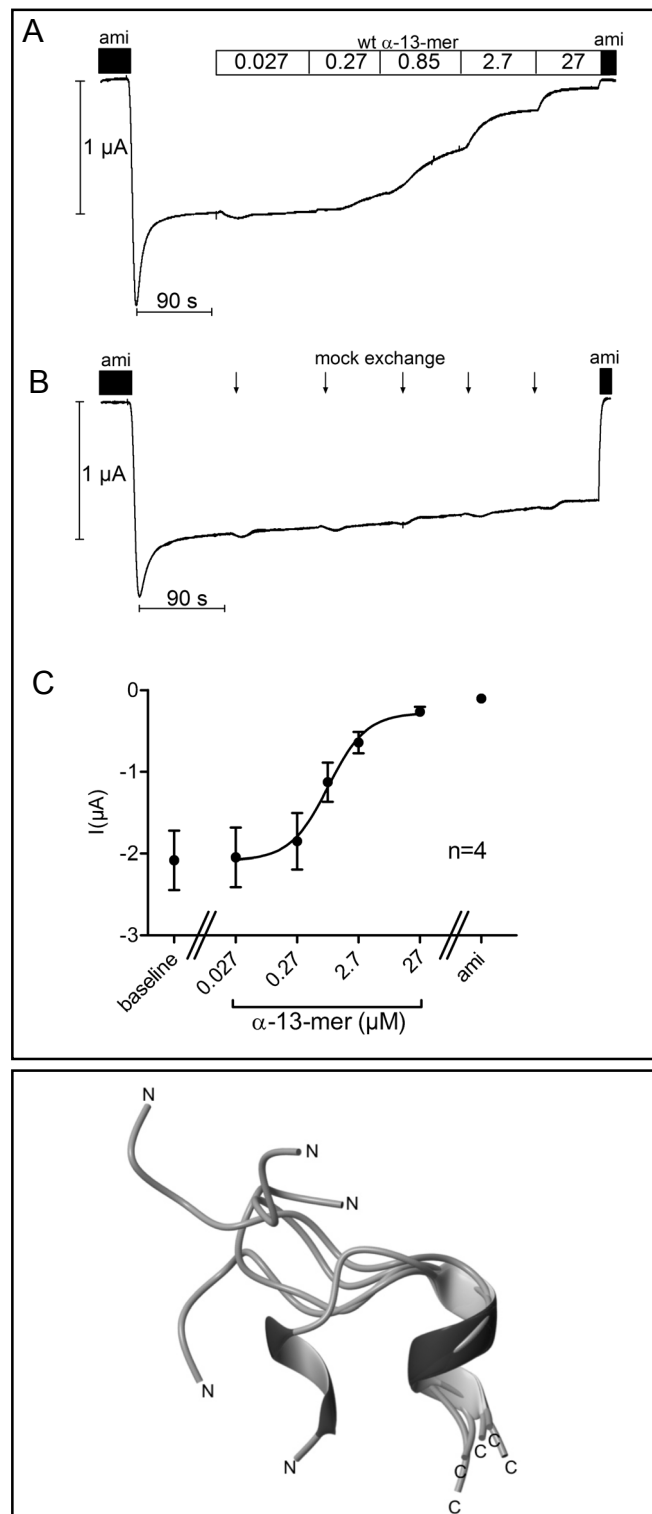 A
ami
wt α-13-mer
ami
0.027 0.27 0.85 2.7 27
1 µA
90 s
B
ami
mock exchange
ami
1 µA
90 s
C
0
-1
-2
-3
I(µA)
n=4
baseline
0.027
0.27
2.7
27
ami
α-13-mer (µM)
N
N
N
N
N
C
C
C
C
C